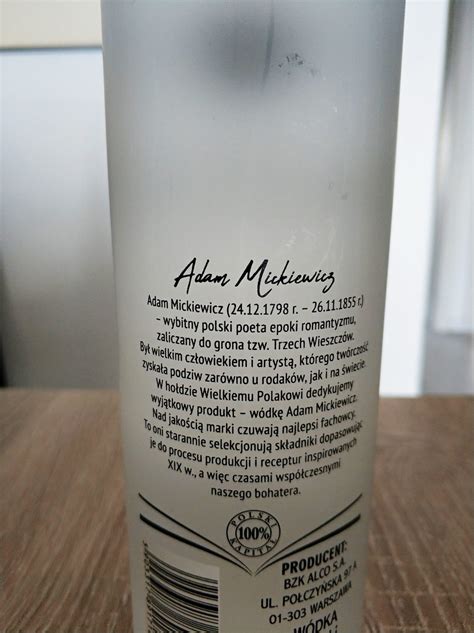 Adam Mickiewicz
Adam Mickiewicz (24.12.1798 r. – 26.11.1855 r.)
– wybitny polski poeta epoki romantyzmu,
zaliczany do grona tzw. Trzech Wieszczów.
Był wielkim człowiekiem i artystą, którego twórczość
zyskała podziw zarówno u rodaków, jak i na świecie.
W hołdzie Wielkiemu Polakowi dedykujemy
wyjątkowy produkt – wódkę Adam Mickiewicz.
Nad jakością marki czuwają najlepsi fachowcy.
To oni starannie selekcjonują składniki dopasowując
je do procesu produkcji i receptur inspirowanych
XIX w., a więc czasami współczesnymi
naszego bohatera.
POLSKI
100%
KAPITAŁ
PRODUCENT:
BZK ALCO S.A.
UL. POŁCZYŃSKA 97 A
01-303 WARSZAWA
WÓDKA